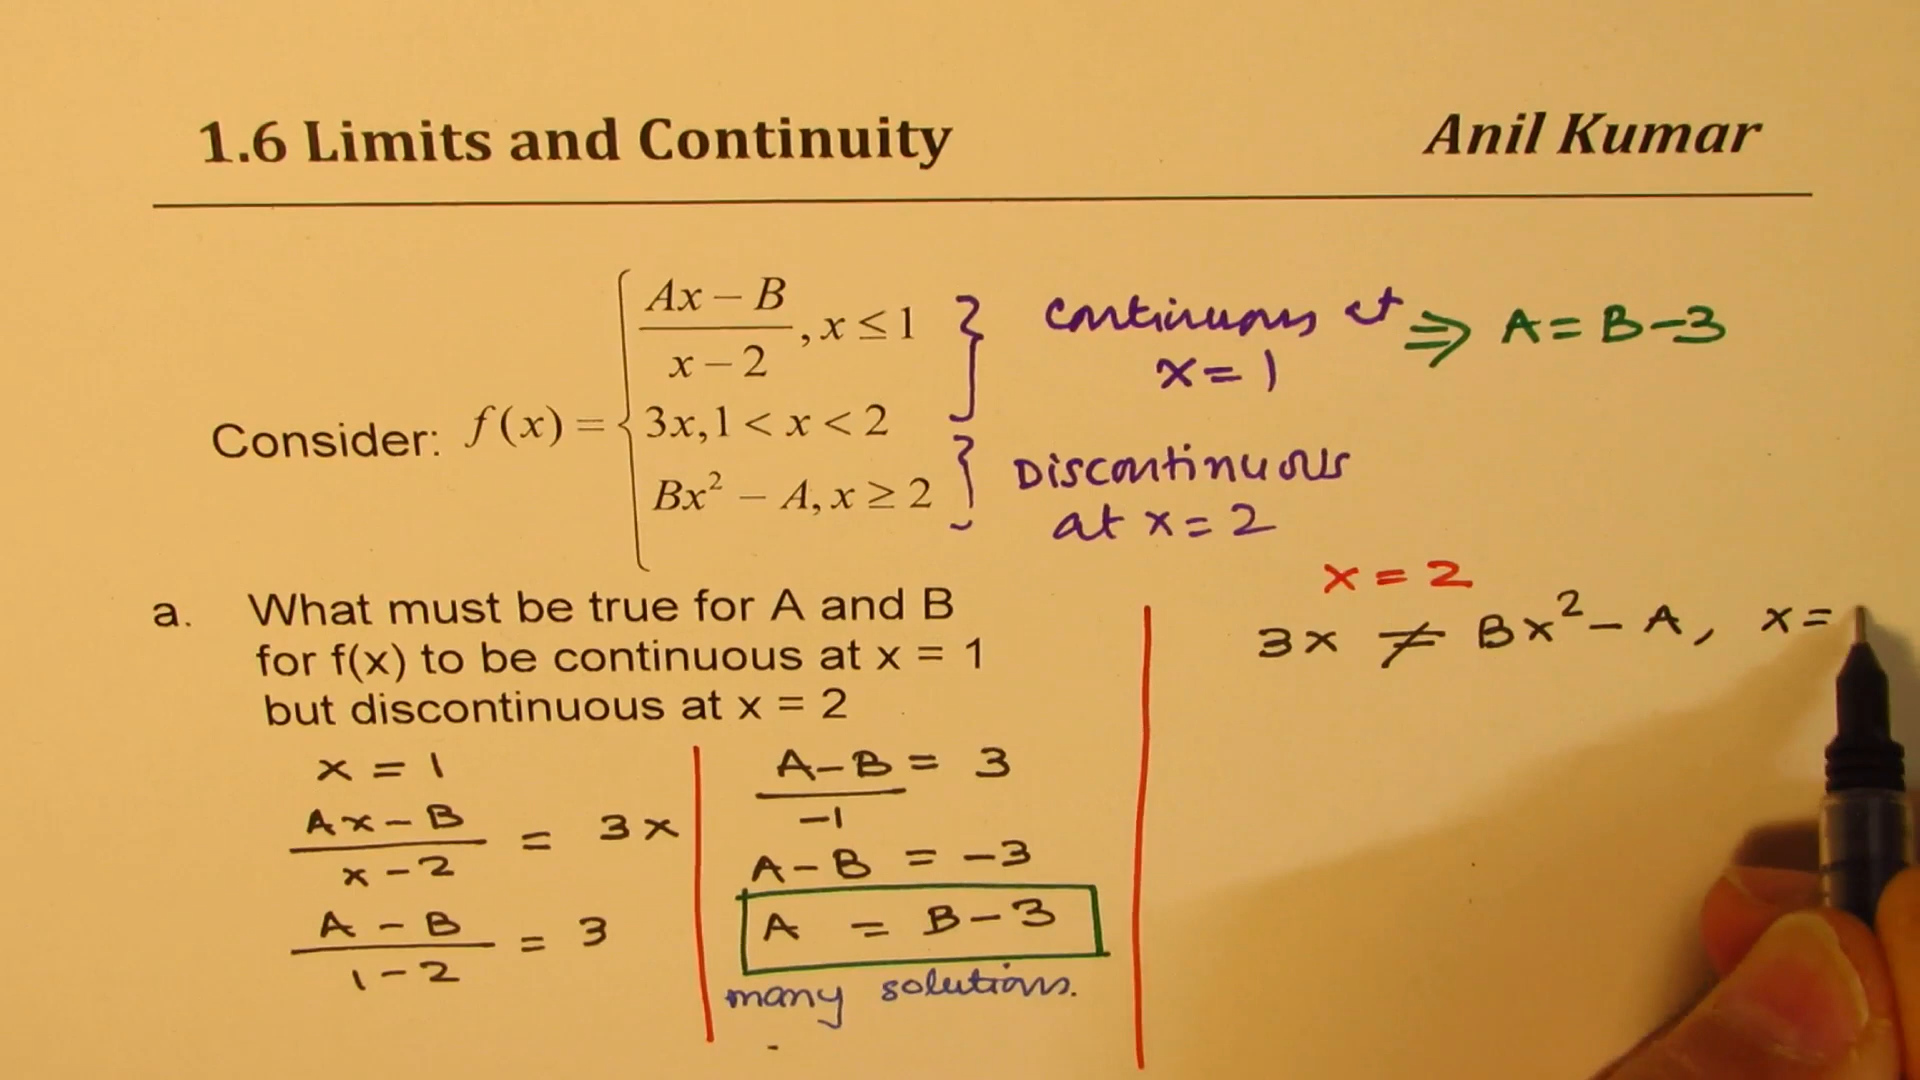 1.6 Limits and Continuity
Anil Kumar
Consider: f(x) = { Ax − B / x − 2 , x ≤ 1
3x, 1 < x < 2
Bx² − A, x ≥ 2
continuous at
x = 1
⇒ A = B − 3
Discontinuous
at x = 2
a. What must be true for A and B
for f(x) to be continuous at x = 1
but discontinuous at x = 2
x = 1
Ax − B / x − 2 = 3x
A − B / 1 − 2 = 3
A − B / −1 = 3
A − B = −3
A = B − 3
many solutions.
x = 2
3x ≠ Bx² − A, x =